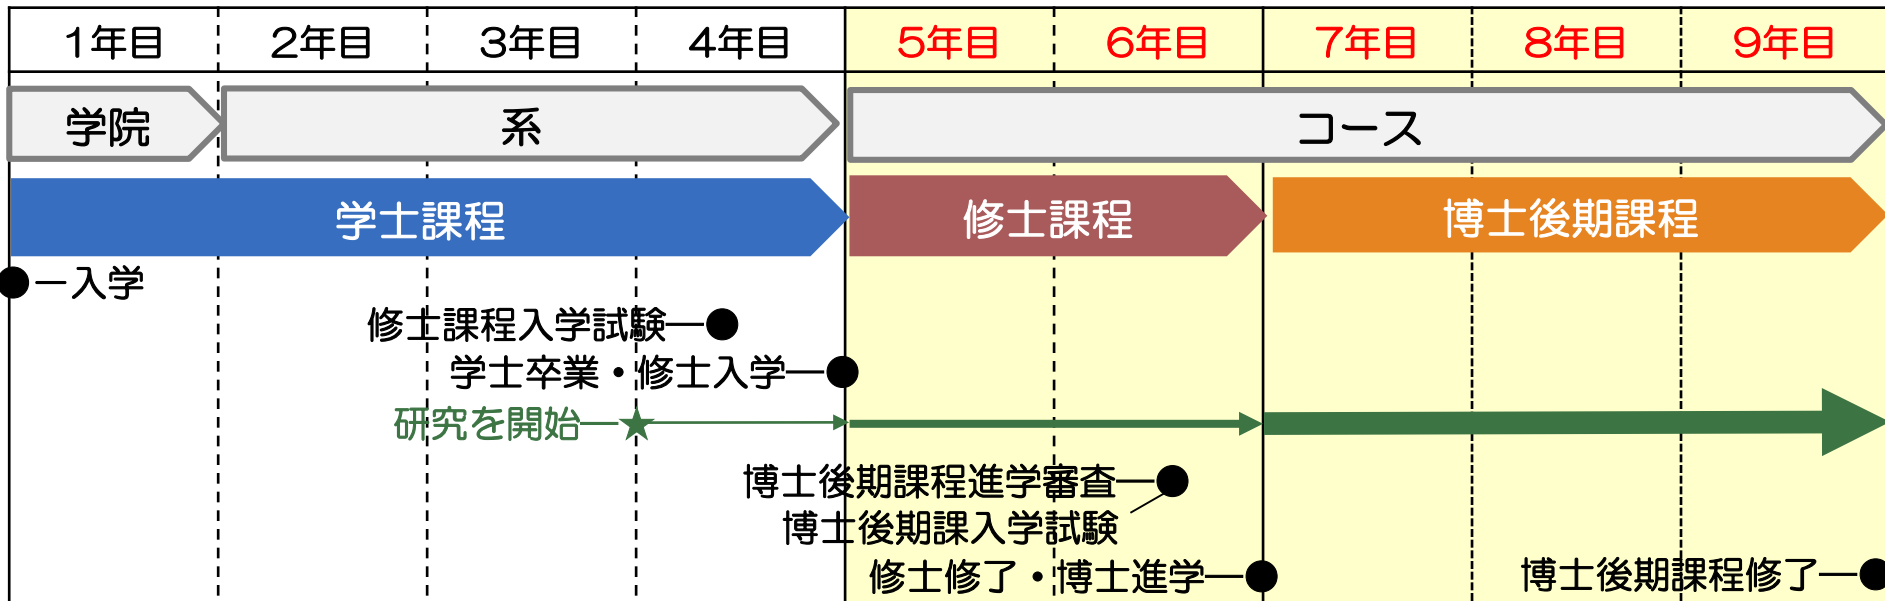 1年目 2年目 3年目 4年目 5年目 6年目 7年目 8年目 9年目
学院 系 コース
学士課程 修士課程 博士後期課程
入学
修士課程入学試験
学士卒業・修士入学
研究を開始
博士後期課程進学審査
博士後期課入学試験
修士修了・博士進学
博士後期課程修了